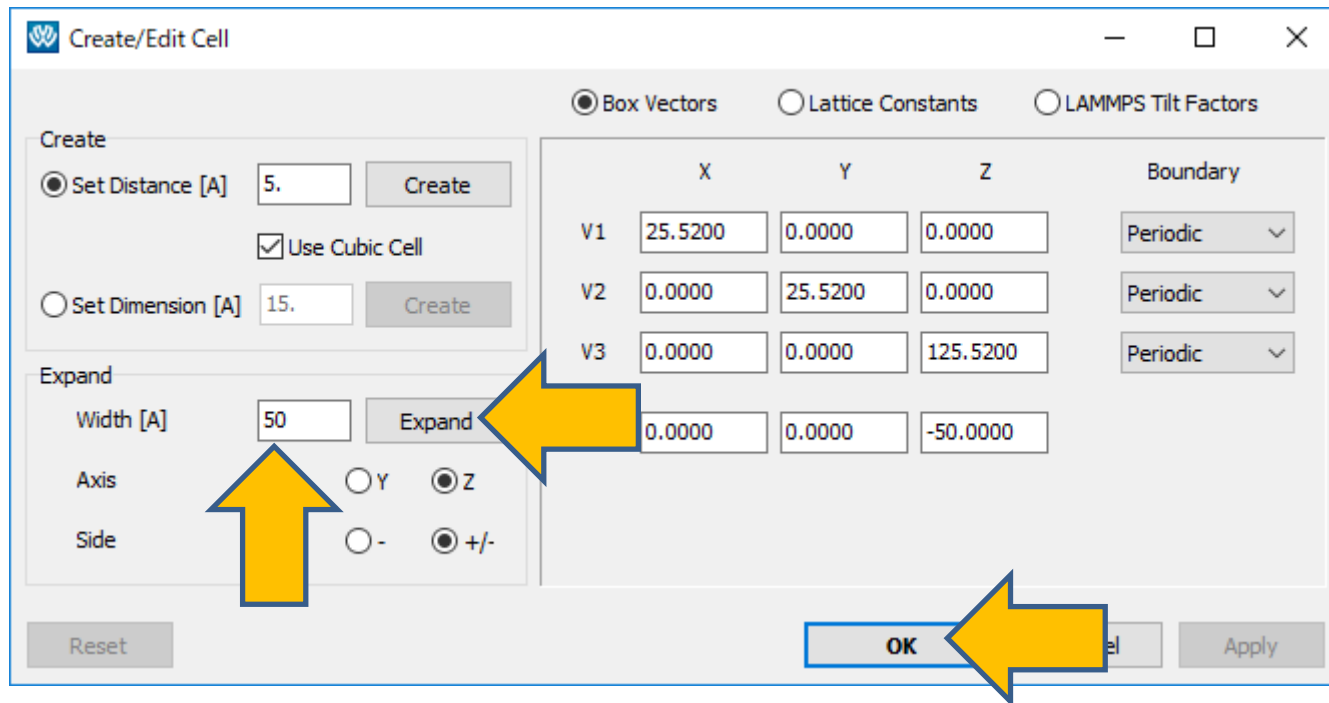 Create/Edit Cell
Box Vectors Lattice Constants LAMMPS Tilt Factors
Create
Set Distance [A] 5. Create
Use Cubic Cell
Set Dimension [A] 15. Create
Expand
Width [A] 50 Expand
Axis Y Z
Side - +/-
X Y Z Boundary
V1 25.5200 0.0000 0.0000 Periodic
V2 0.0000 25.5200 0.0000 Periodic
V3 0.0000 0.0000 125.5200 Periodic
0.0000 0.0000 -50.0000
Reset OK Apply